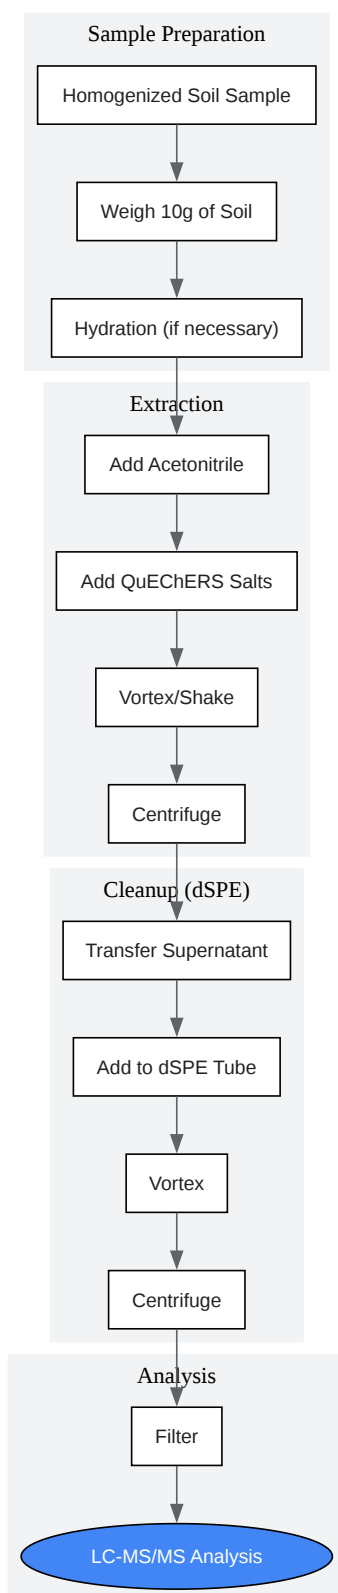 Sample Preparation
Homogenized Soil Sample
Weigh 10g of Soil
Hydration (if necessary)
Extraction
Add Acetonitrile
Add QuEChERS Salts
Vortex/Shake
Centrifuge
Cleanup (dSPE)
Transfer Supernatant
Add to dSPE Tube
Vortex
Centrifuge
Analysis
Filter
LC-MS/MS Analysis